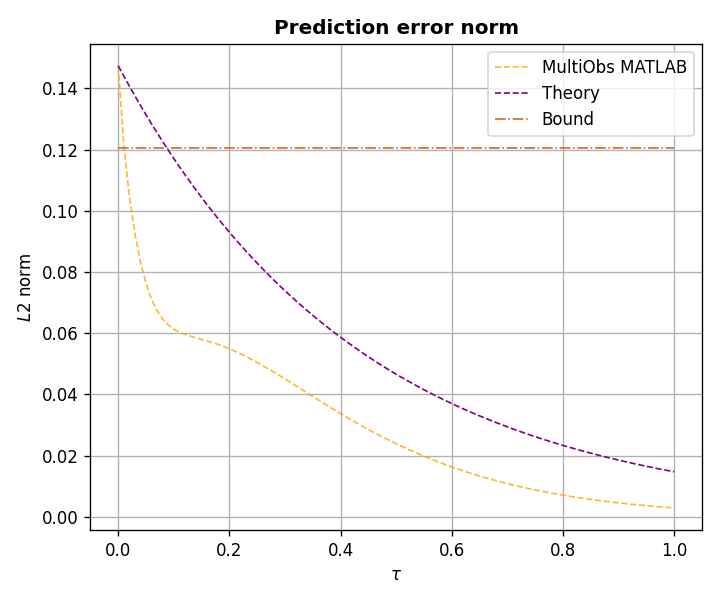 Prediction error norm
MultiObs MATLAB
Theory
Bound
L2 norm
0.14
0.12
0.10
0.08
0.06
0.04
0.02
0.00
0.0 0.2 0.4 0.6 0.8 1.0
τ